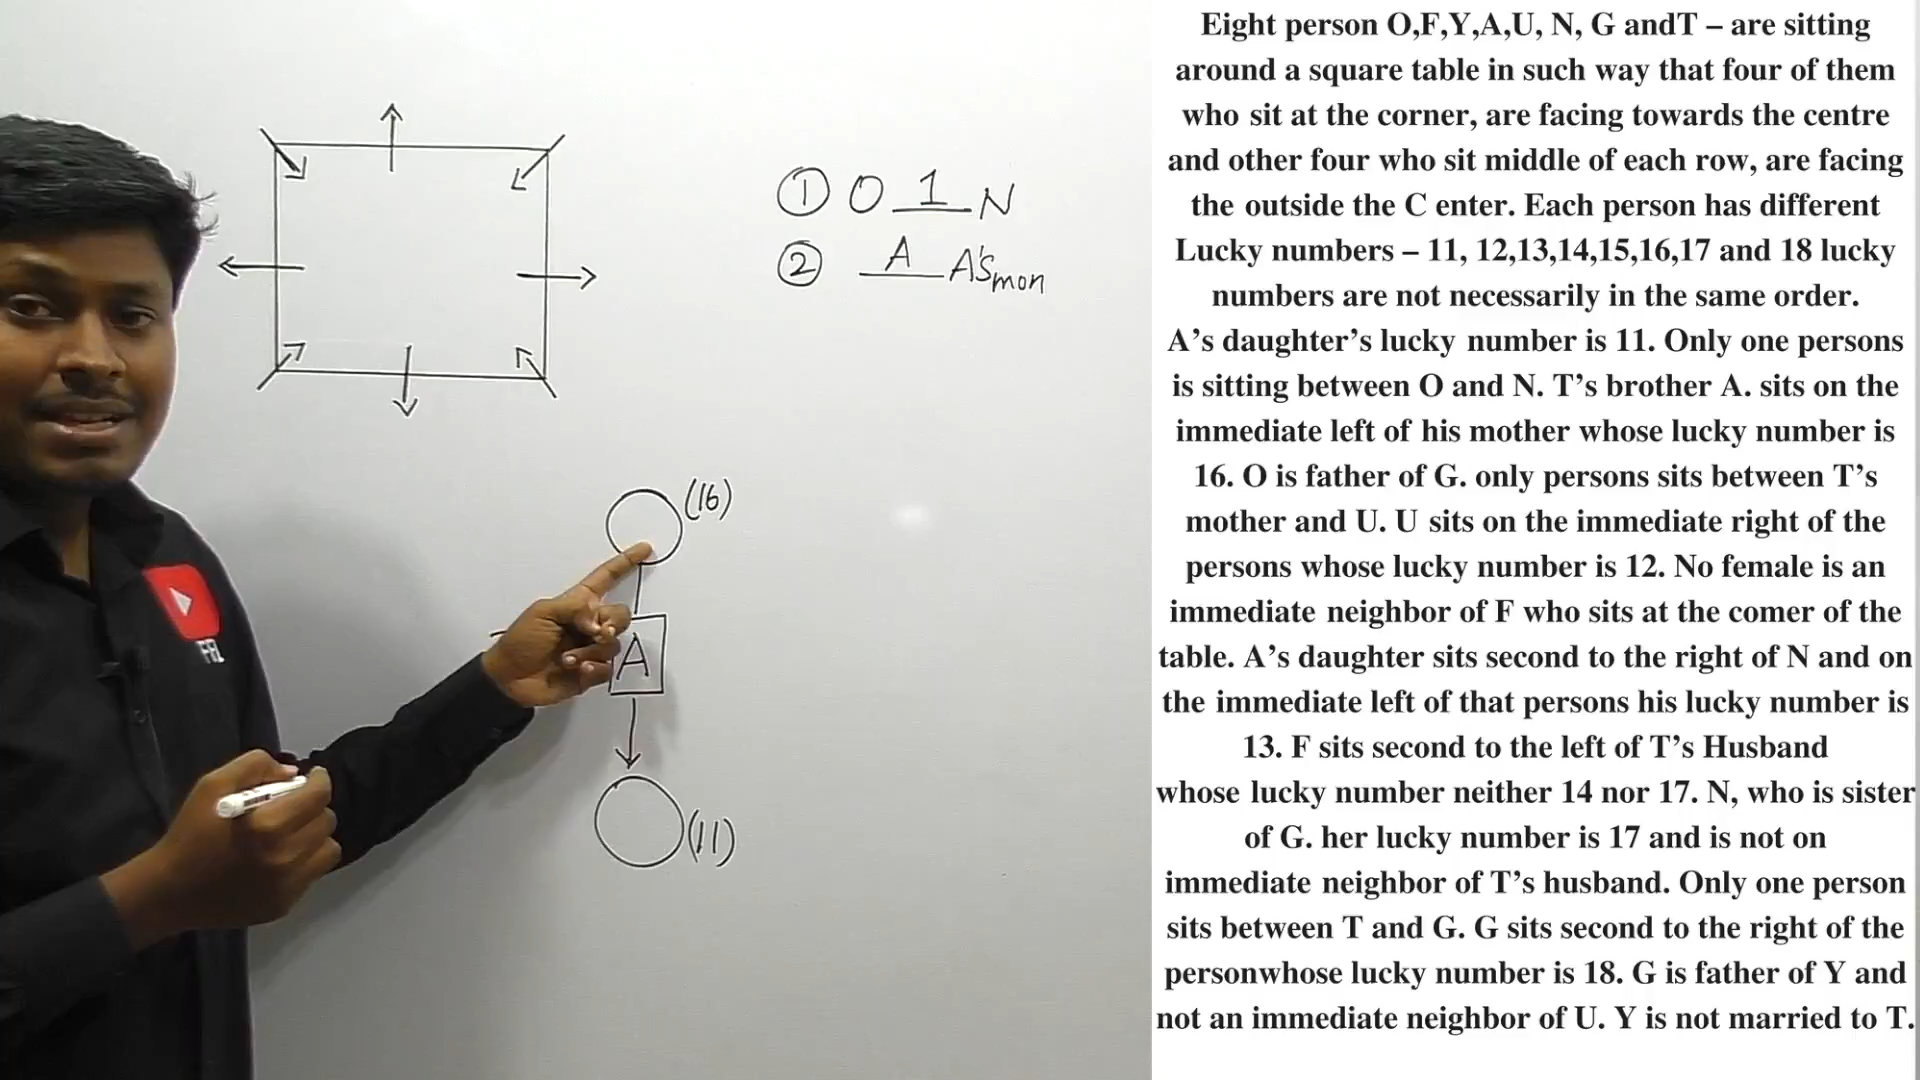 Eight person O,F,Y,A,U, N, G andT – are sitting
around a square table in such way that four of them
who sit at the corner, are facing towards the centre
and other four who sit middle of each row, are facing
the outside the C enter. Each person has different
Lucky numbers – 11, 12,13,14,15,16,17 and 18 lucky
numbers are not necessarily in the same order.
A’s daughter’s lucky number is 11. Only one persons
is sitting between O and N. T’s brother A. sits on the
immediate left of his mother whose lucky number is
16. O is father of G. only persons sits between T’s
mother and U. U sits on the immediate right of the
persons whose lucky number is 12. No female is an
immediate neighbor of F who sits at the comer of the
table. A’s daughter sits second to the right of N and on
the immediate left of that persons his lucky number is
13. F sits second to the left of T’s Husband
whose lucky number neither 14 nor 17. N, who is sister
of G. her lucky number is 17 and is not on
immediate neighbor of T’s husband. Only one person
sits between T and G. G sits second to the right of the
personwhose lucky number is 18. G is father of Y and
not an immediate neighbor of U. Y is not married to T.
① O 1 N
② A A's mon
(16)
A
(11)